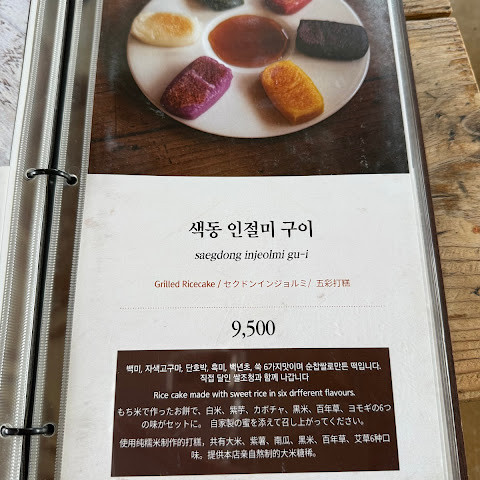 색동 인절미 구이
saegdong injeolmi gu-i
Grilled Ricecake / セクドンインジョルミ/ 五彩打糕
9,500
백미, 자색고구마, 단호박, 흑미, 백년초, 쑥 6가지맛이며 순찹쌀로만든 떡입니다.
직접 달인 쌀조청과 함께 나갑니다
Rice cake made with sweet rice in six drfferent flavours.
もち米で作ったお餅で、白米、紫芋、カボチャ、黒米、百年草、ヨモギの6つ
の味がセットに。 自家製の蜜を添えて召し上がってください。
使用纯糯米制作的打糕，共有大米、紫薯、南瓜、黑米、百年草、艾草6种口
味。提供本店亲自熬制的大米糖稀。